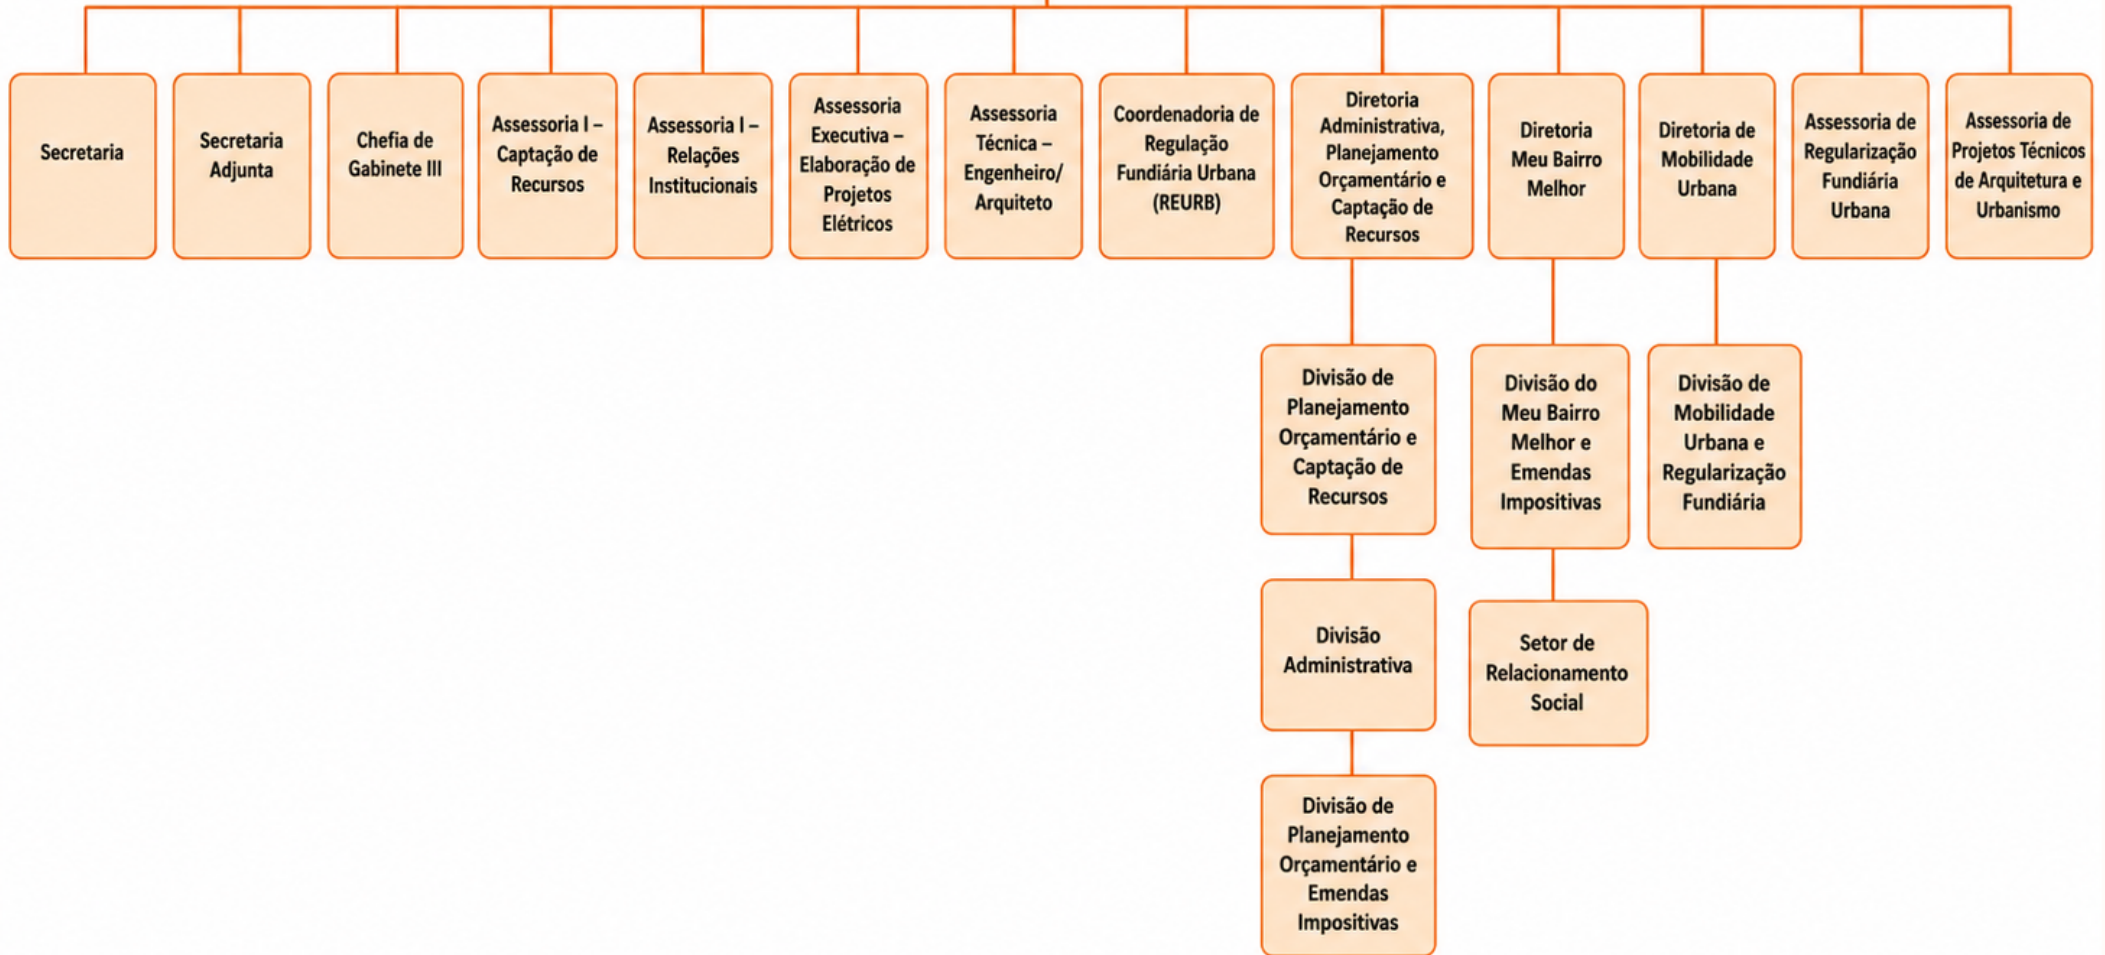 Secretaria
Secretaria
Adjunta
Chefia de
Gabinete III
Assessoria I –
Captação de
Recursos
Assessoria I –
Relações
Institucionais
Assessoria
Executiva –
Elaboração de
Projetos
Elétricos
Assessoria
Técnica –
Engenheiro/
Arquiteto
Coordenadoria de
Regulação
Fundiária Urbana
(REURB)
Diretoria
Administrativa,
Planejamento
Orçamentário e
Captação de
Recursos
Diretoria
Meu Bairro
Melhor
Diretoria de
Mobilidade
Urbana
Assessoria de
Regularização
Fundiária
Urbana
Assessoria de
Projetos Técnicos
de Arquitetura e
Urbanismo
Divisão de
Planejamento
Orçamentário e
Captação de
Recursos
Divisão do
Meu Bairro
Melhor e
Emendas
Impositivas
Divisão de
Mobilidade
Urbana e
Regularização
Fundiária
Divisão
Administrativa
Setor de
Relacionamento
Social
Divisão de
Planejamento
Orçamentário e
Emendas
Impositivas